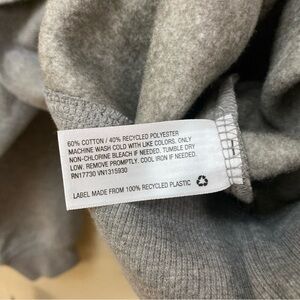 60% COTTON / 40% RECYCLED POLYESTER
MACHINE WASH COLD WITH LIKE COLORS. ONLY
NON-CHLORINE BLEACH IF NEEDED. TUMBLE DRY
LOW. REMOVE PROMPTLY. COOL IRON IF NEEDED.
RN17730 VN1315930
LABEL MADE FROM 100% RECYCLED PLASTIC